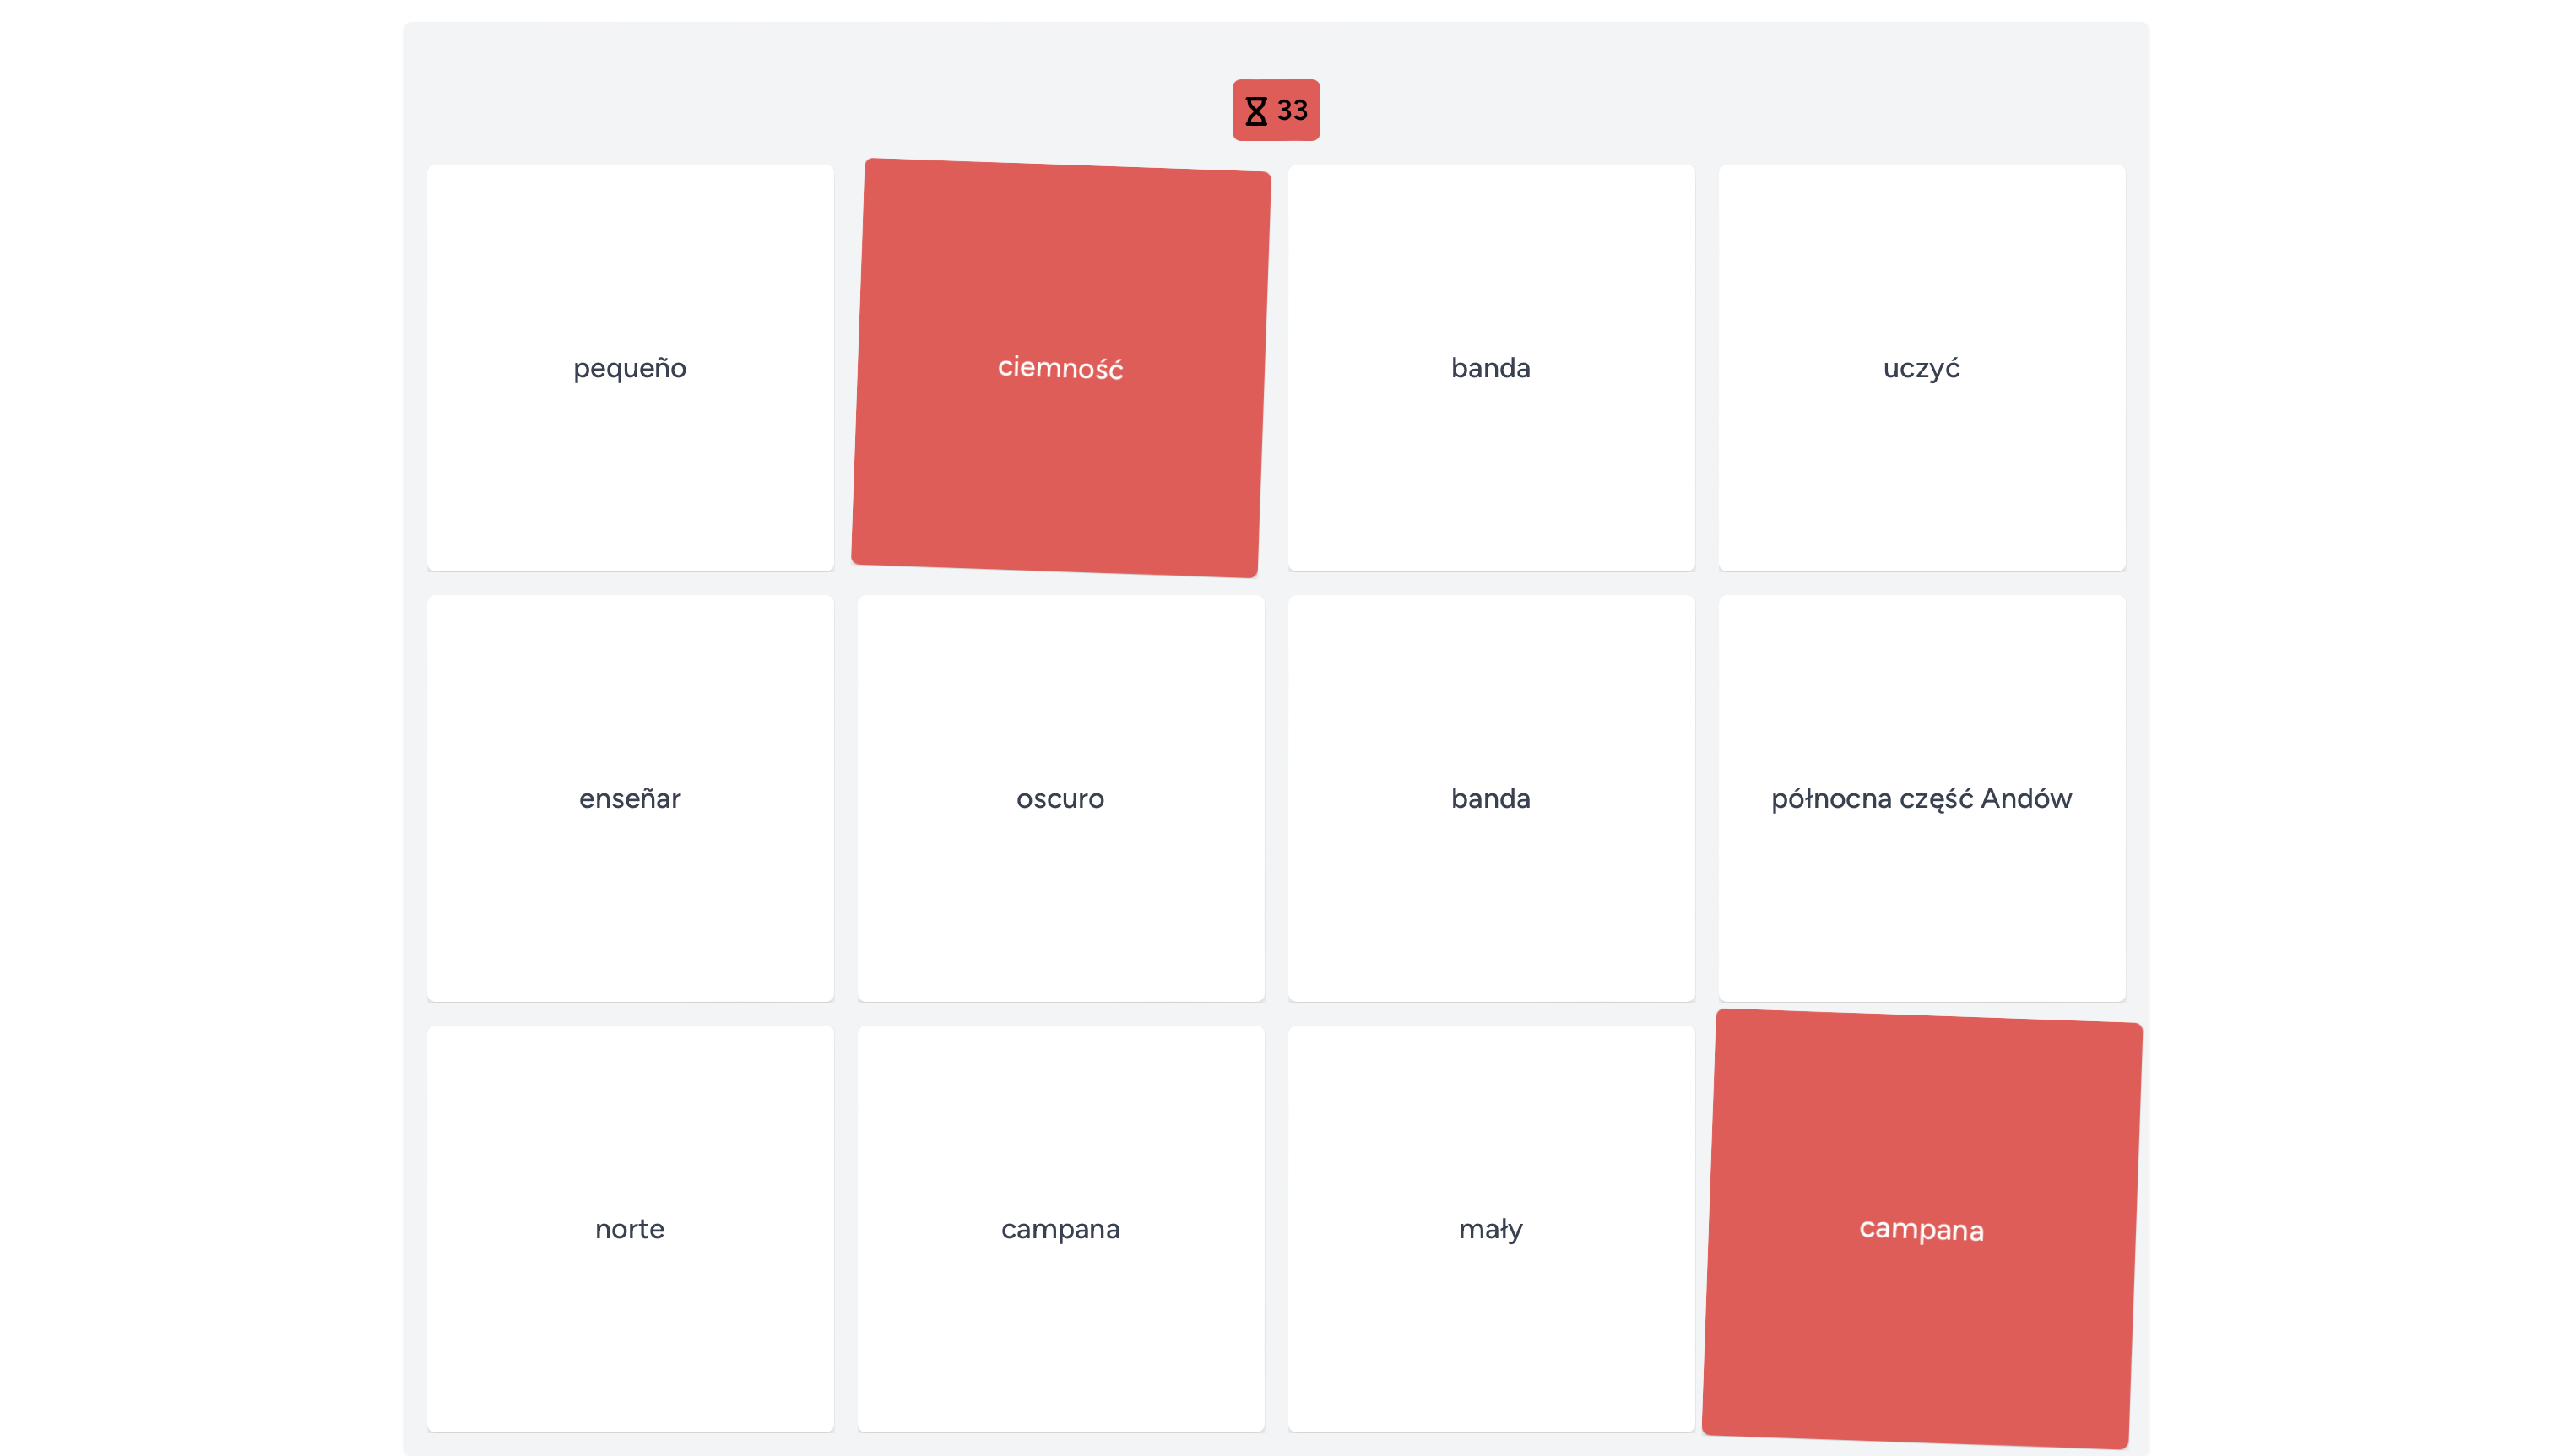 33
pequeño
ciemność
banda
uczyć
enseñar
oscuro
banda
północna część Andów
norte
campana
mały
campana